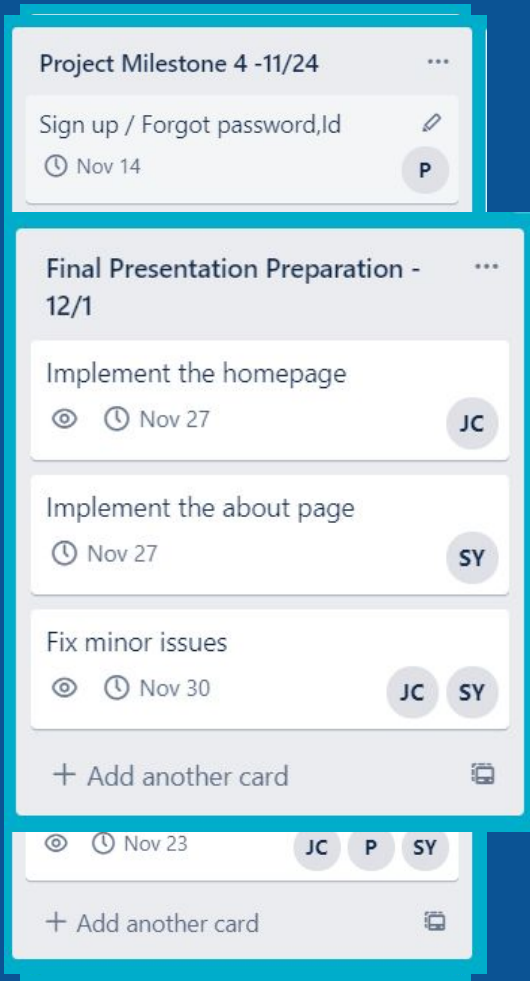 Project Milestone 4 -11/24
Sign up / Forgot password,Id
Nov 14
P
Final Presentation Preparation -
12/1
Implement the homepage
Nov 27
JC
Implement the about page
Nov 27
SY
Fix minor issues
Nov 30
JC SY
+ Add another card
Nov 23
JC P SY
+ Add another card